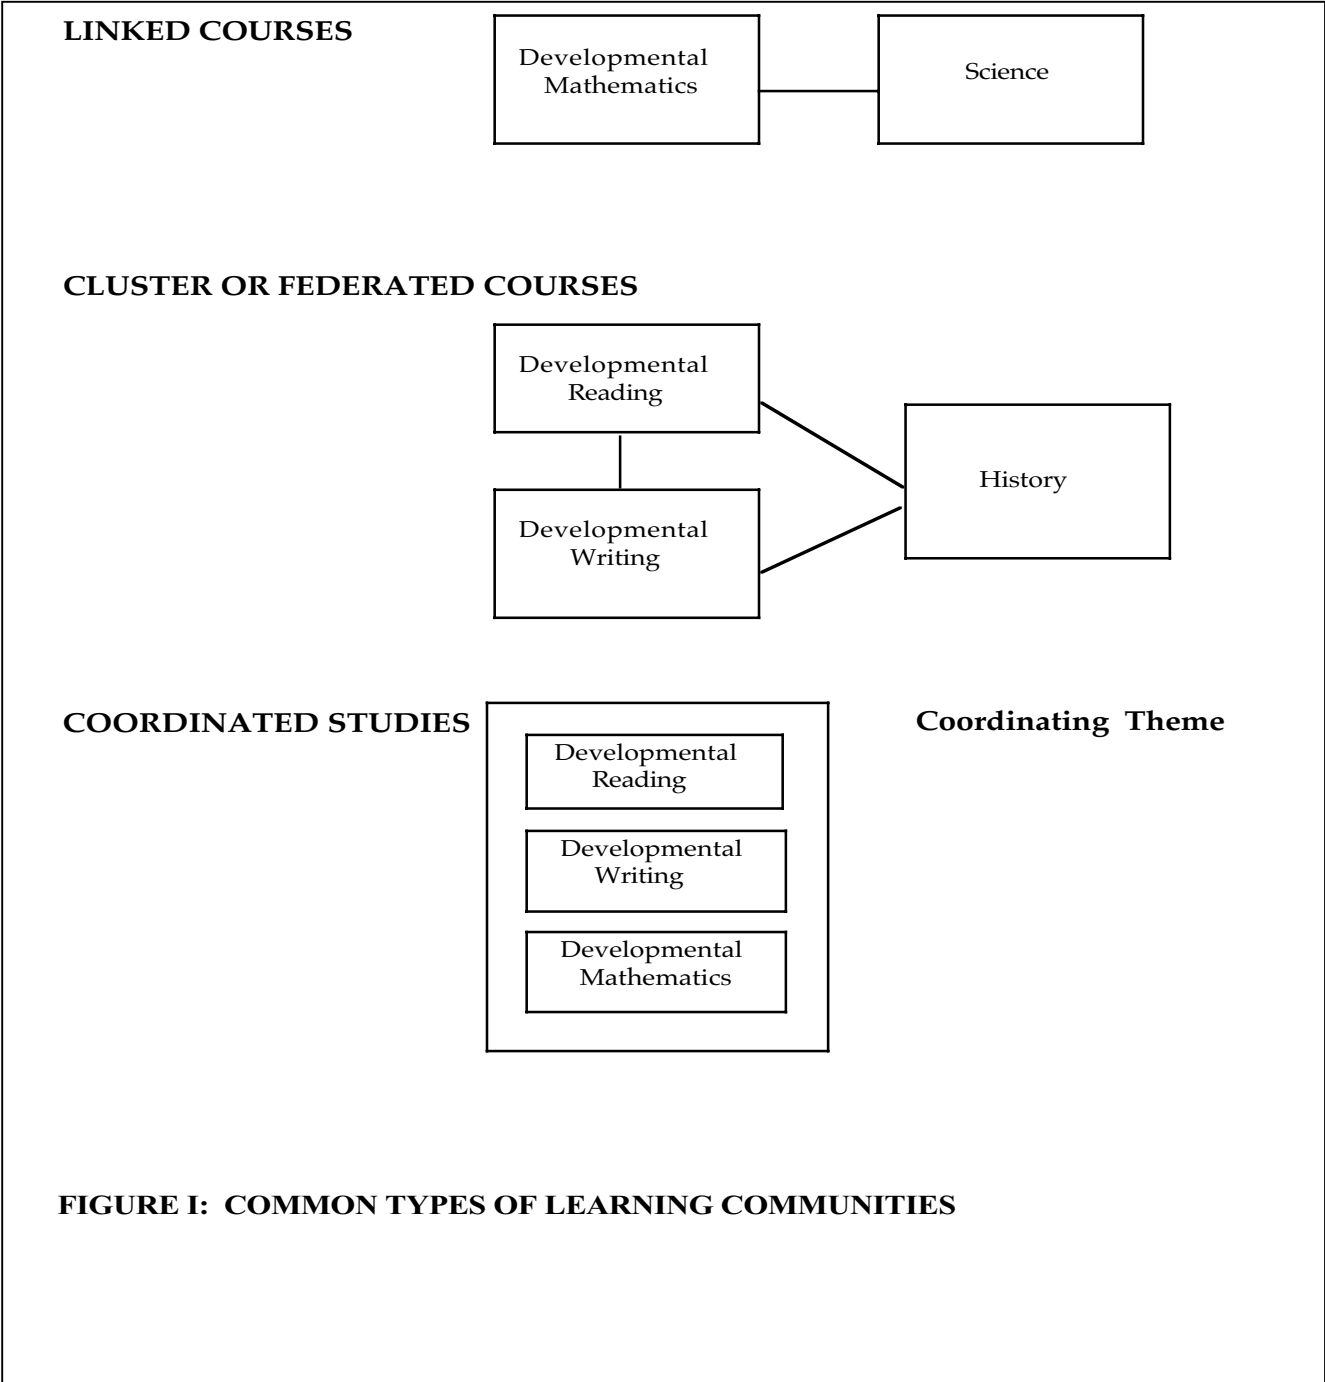 LINKED COURSES
Developmental
Mathematics
Science
CLUSTER OR FEDERATED COURSES
Developmental
Reading
History
Developmental
Writing
COORDINATED STUDIES
Coordinating Theme
Developmental
Reading
Developmental
Writing
Developmental
Mathematics
FIGURE I: COMMON TYPES OF LEARNING COMMUNITIES